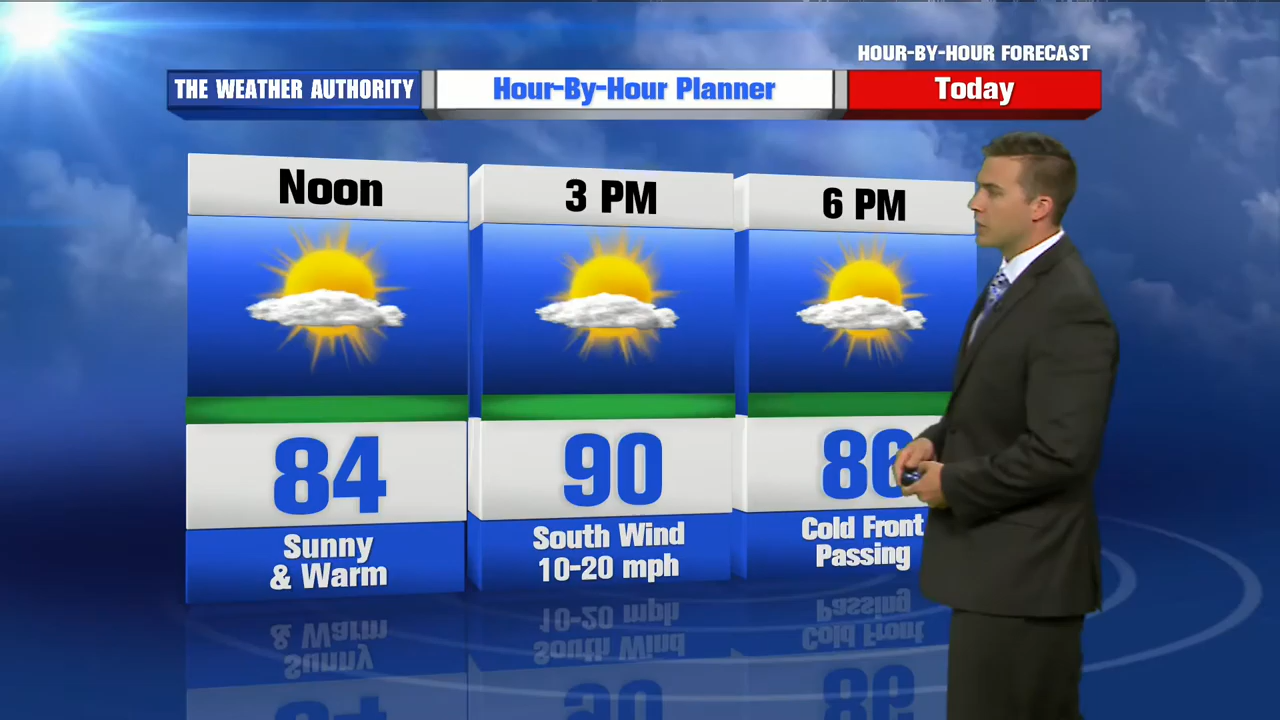 HOUR-BY-HOUR FORECAST
THE WEATHER AUTHORITY
Hour-By-Hour Planner
Today
Noon
3 PM
6 PM
84
90
86
Sunny
& Warm
South Wind
10-20 mph
Cold Front
Passing